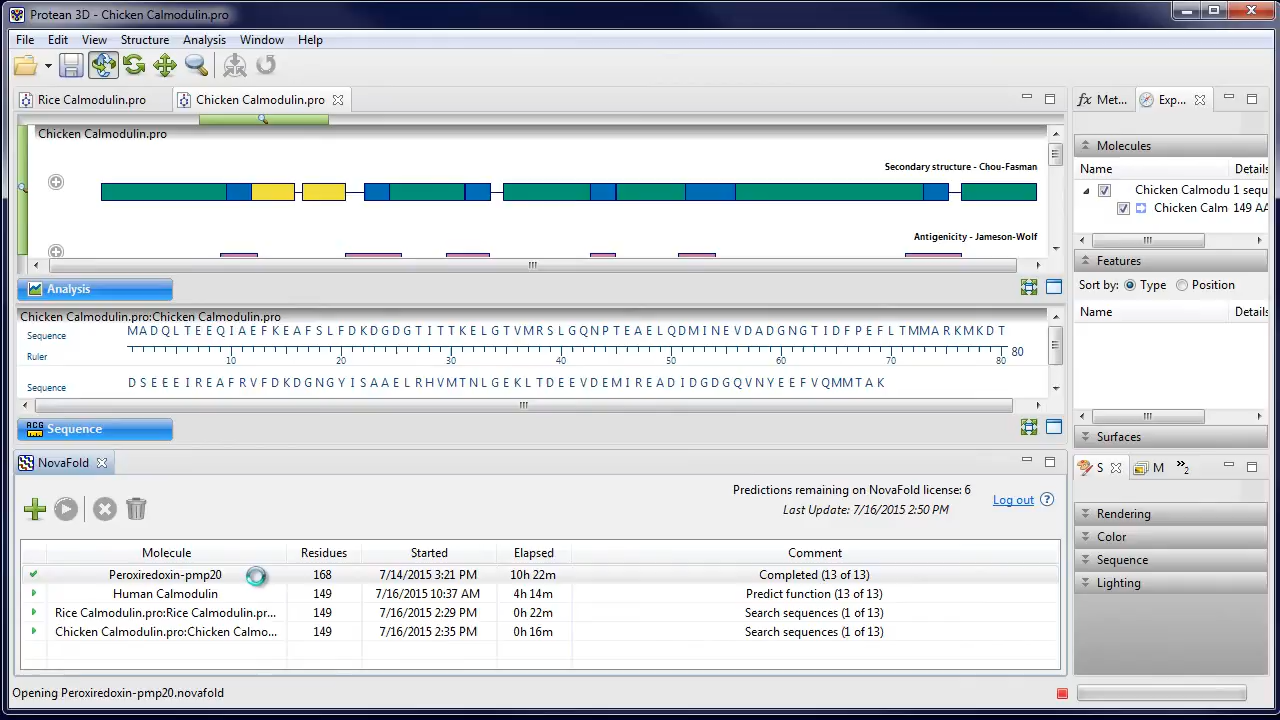 Protean 3D - Chicken Calmodulin.pro
File Edit View Structure Analysis Window Help
Rice Calmodulin.pro Chicken Calmodulin.pro
Chicken Calmodulin.pro
Secondary structure - Chou-Fasman
Antigenicity - Jameson-Wolf
Analysis
Chicken Calmodulin.pro:Chicken Calmodulin.pro
Sequence MADQLTEEQIAEFKEAFSLFDKDGDGTITTKELGTVMRSLGQNPTEAELQDMINEVDADGNGTIDFPEFLTMMARKMKDT
Ruler 10 20 30 40 50 60 70 80 80
Sequence DSEEEIREAFRVFDKDGNGYISAAELRHVMTNLGEKLTDEEVDEMIREADIDGDGQVNYEEFVQMMTAK
ACG Sequence
NovaFold
Predictions remaining on NovaFold license: 6
Last Update: 7/16/2015 2:50 PM
Log out ?
Molecule Residues Started Elapsed Comment
Peroxiredoxin-pmp20 168 7/14/2015 3:21 PM 10h 22m Completed (13 of 13)
Human Calmodulin 149 7/16/2015 10:37 AM 4h 14m Predict function (13 of 13)
Rice Calmodulin.pro:Rice Calmodulin.pr... 149 7/16/2015 2:29 PM 0h 22m Search sequences (1 of 13)
Chicken Calmodulin.pro:Chicken Calmo... 149 7/16/2015 2:35 PM 0h 16m Search sequences (1 of 13)
Opening Peroxiredoxin-pmp20.novafold
fx Met... Exp...
Molecules
Name Details
Chicken Calmodu 1 sequ
Chicken Calm 149 AA
Features
Sort by: Type Position
Name Details
Surfaces
S M »2
Rendering
Color
Sequence
Lighting